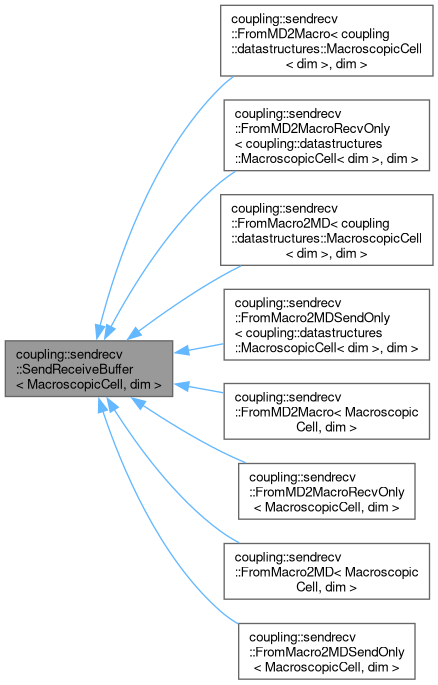 coupling::sendrecv
::FromMD2Macro< coupling
::datastructures::MacroscopicCell
< dim >, dim >
coupling::sendrecv
::FromMD2MacroRecvOnly
< coupling::datastructures
::MacroscopicCell< dim >, dim >
coupling::sendrecv
::FromMacro2MD< coupling
::datastructures::MacroscopicCell
< dim >, dim >
coupling::sendrecv
::FromMacro2MDSendOnly
< coupling::datastructures
::MacroscopicCell< dim >, dim >
coupling::sendrecv
::SendReceiveBuffer
< MacroscopicCell, dim >
coupling::sendrecv
::FromMD2Macro< Macroscopic
Cell, dim >
coupling::sendrecv
::FromMD2MacroRecvOnly
< MacroscopicCell, dim >
coupling::sendrecv
::FromMacro2MD< Macroscopic
Cell, dim >
coupling::sendrecv
::FromMacro2MDSendOnly
< MacroscopicCell, dim >